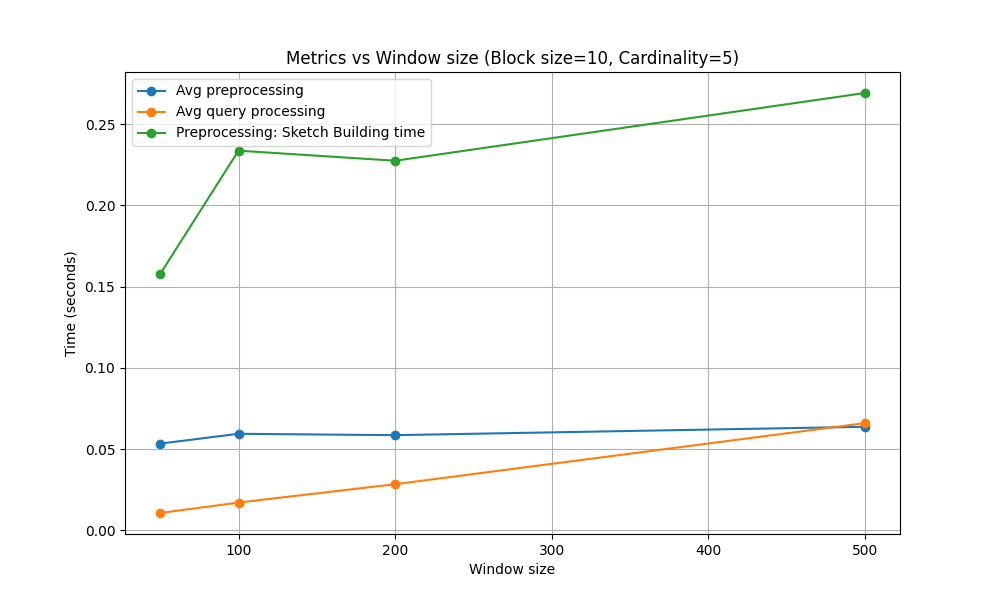 Metrics vs Window size (Block size=10, Cardinality=5)
Avg preprocessing
Avg query processing
Preprocessing: Sketch Building time
Time (seconds)
0.25
0.20
0.15
0.10
0.05
0.00
100 200 300 400 500
Window size